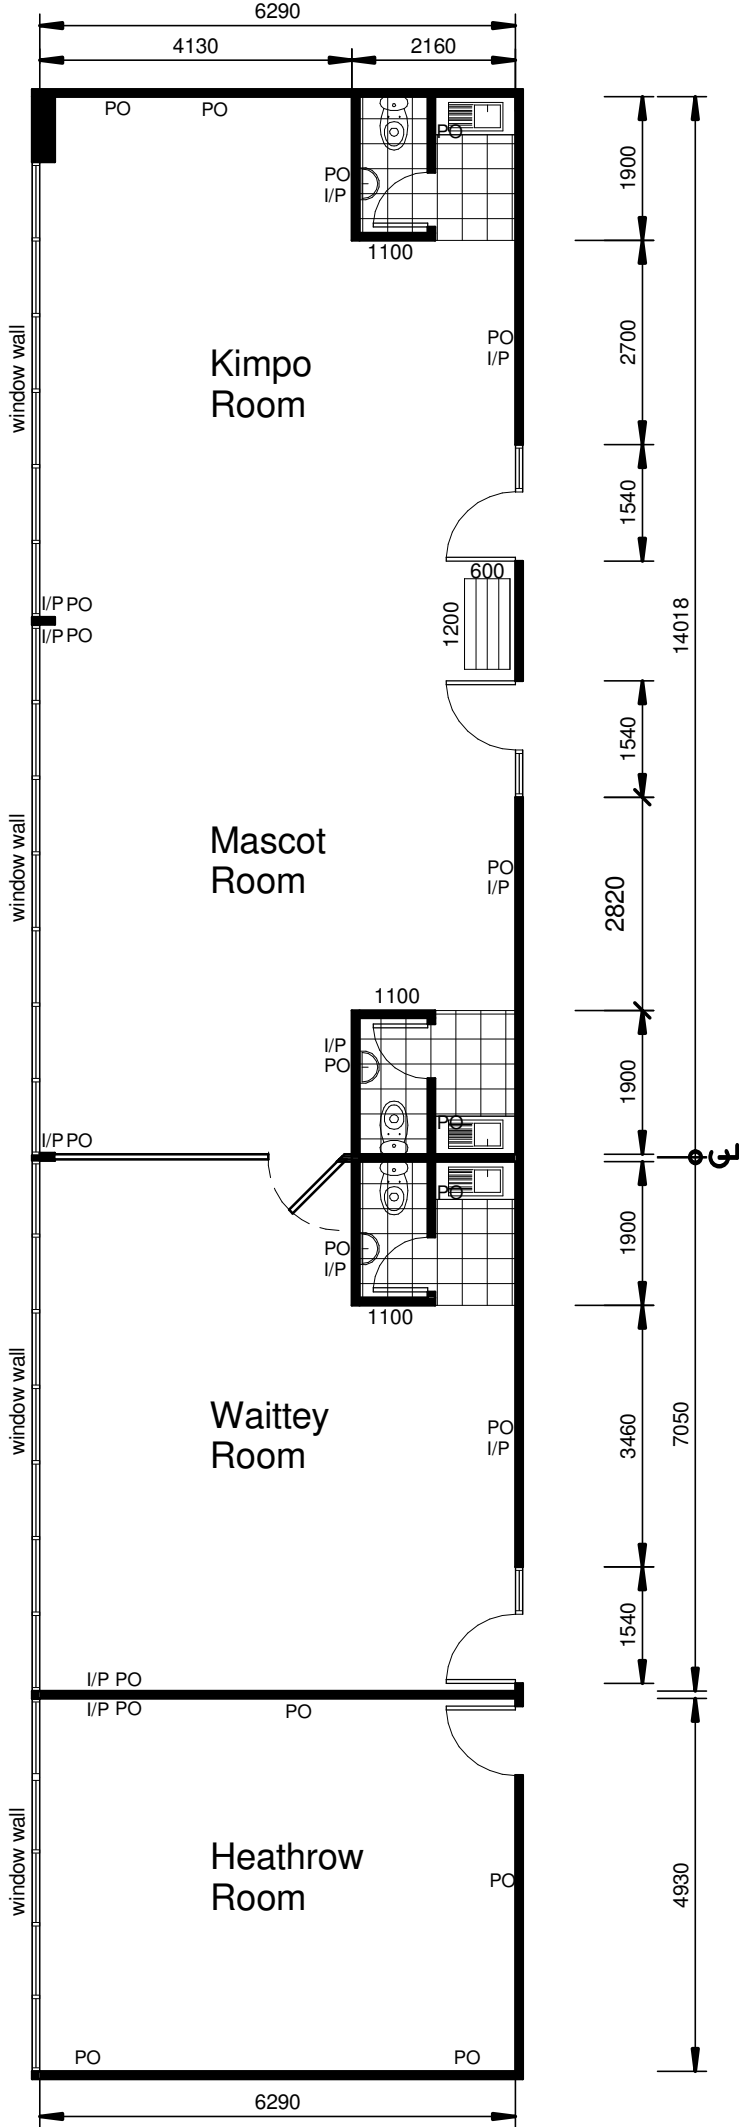 6290
4130
2160
PO
PO
PO
PO
I/P
1900
1100
window wall
Kimpo
Room
PO
I/P
2700
1540
600
1200
I/P PO
I/P PO
14018
1540
window wall
Mascot
Room
PO
I/P
2820
1100
I/P
PO
1900
PO
I/P PO
CL
PO
PO
I/P
1900
1100
window wall
Waittey
Room
PO
I/P
3460
7050
1540
I/P PO
I/P PO
PO
window wall
Heathrow
Room
PO
4930
PO
PO
6290